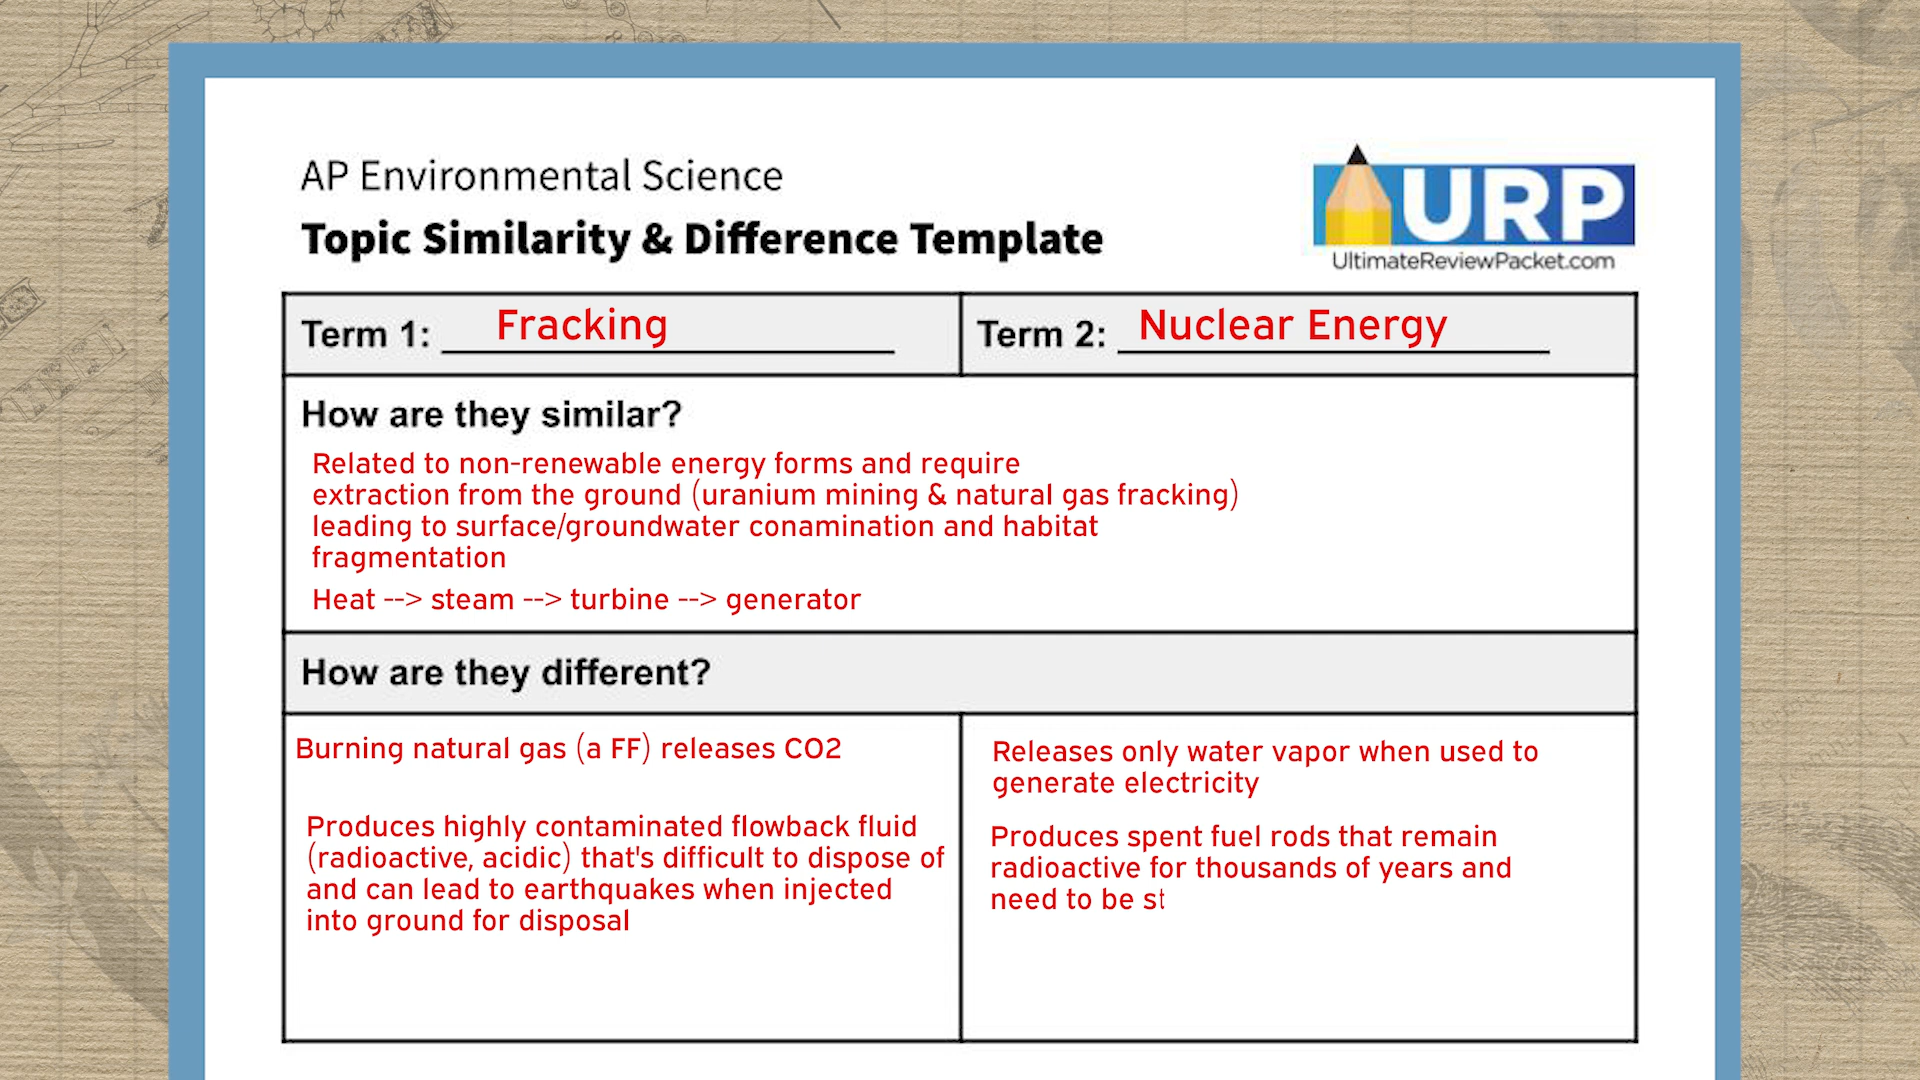 AP Environmental Science
Topic Similarity & Difference Template
URP
UltimateReviewPacket.com
Term 1: Fracking
Term 2: Nuclear Energy
How are they similar?
Related to non-renewable energy forms and require
extraction from the ground (uranium mining & natural gas fracking)
leading to surface/groundwater conamination and habitat
fragmentation
Heat --> steam --> turbine --> generator
How are they different?
Burning natural gas (a FF) releases CO2
Produces highly contaminated flowback fluid
(radioactive, acidic) that's difficult to dispose of
and can lead to earthquakes when injected
into ground for disposal
Releases only water vapor when used to
generate electricity
Produces spent fuel rods that remain
radioactive for thousands of years and
need to be st